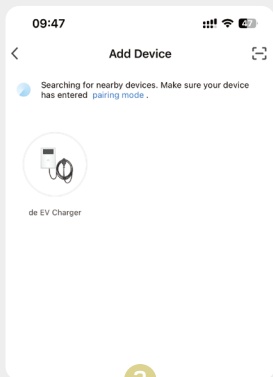 09:47
47
Add Device
Searching for nearby devices. Make sure your device
has entered pairing mode .
de EV Charger